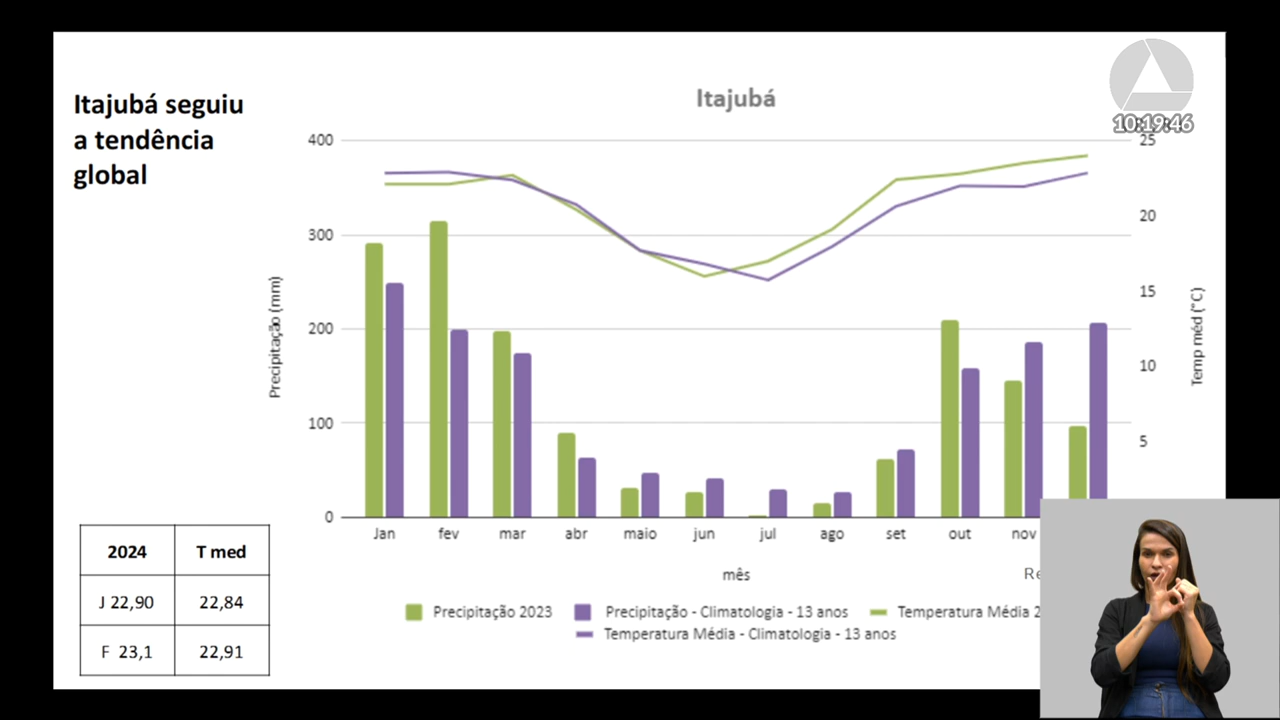 Itajubá seguiu
a tendência
global
Itajubá
10:19:46
400
300
200
100
0
Precipitação (mm)
25
20
15
10
5
Temp méd (°C)
Jan fev mar abr maio jun jul ago set out nov
mês
Precipitação 2023 Precipitação - Climatologia - 13 anos Temperatura Média
Temperatura Média - Climatologia - 13 anos
2024 T med
J 22,90 22,84
F 23,1 22,91